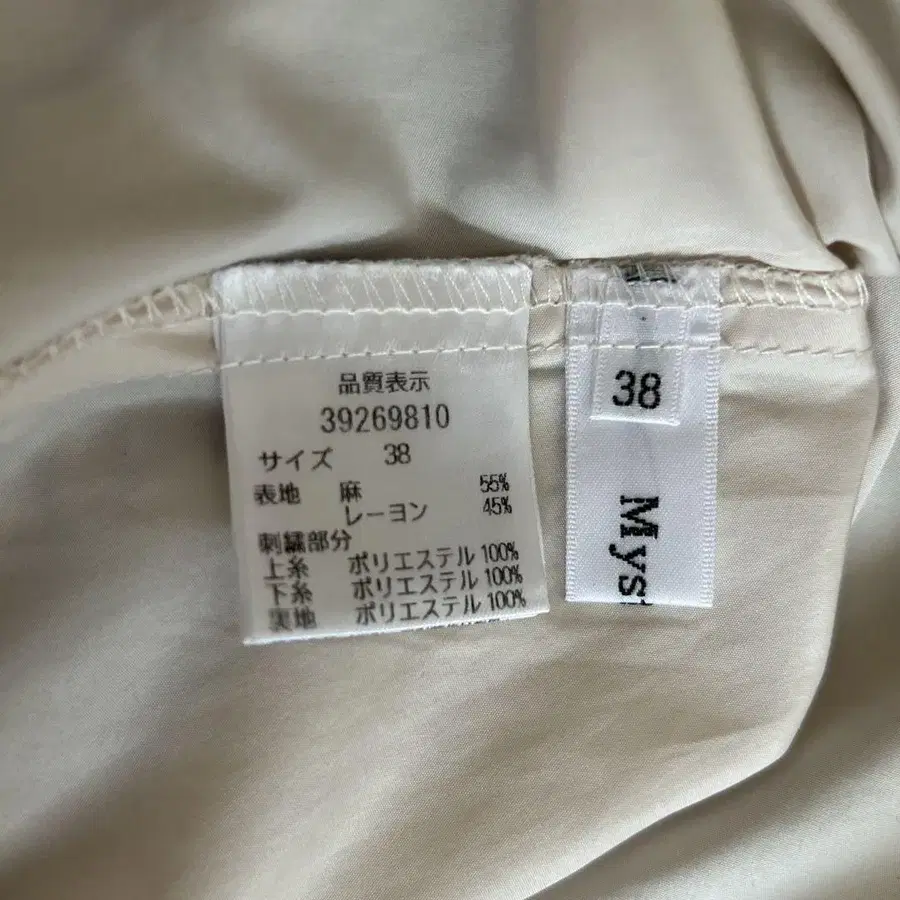 品質表示
39269810
サイズ 38
表地 麻 55%
レーヨン 45%
刺繍部分
上糸 ポリエステル 100%
下糸 ポリエステル 100%
裏地 ポリエステル 100%
38